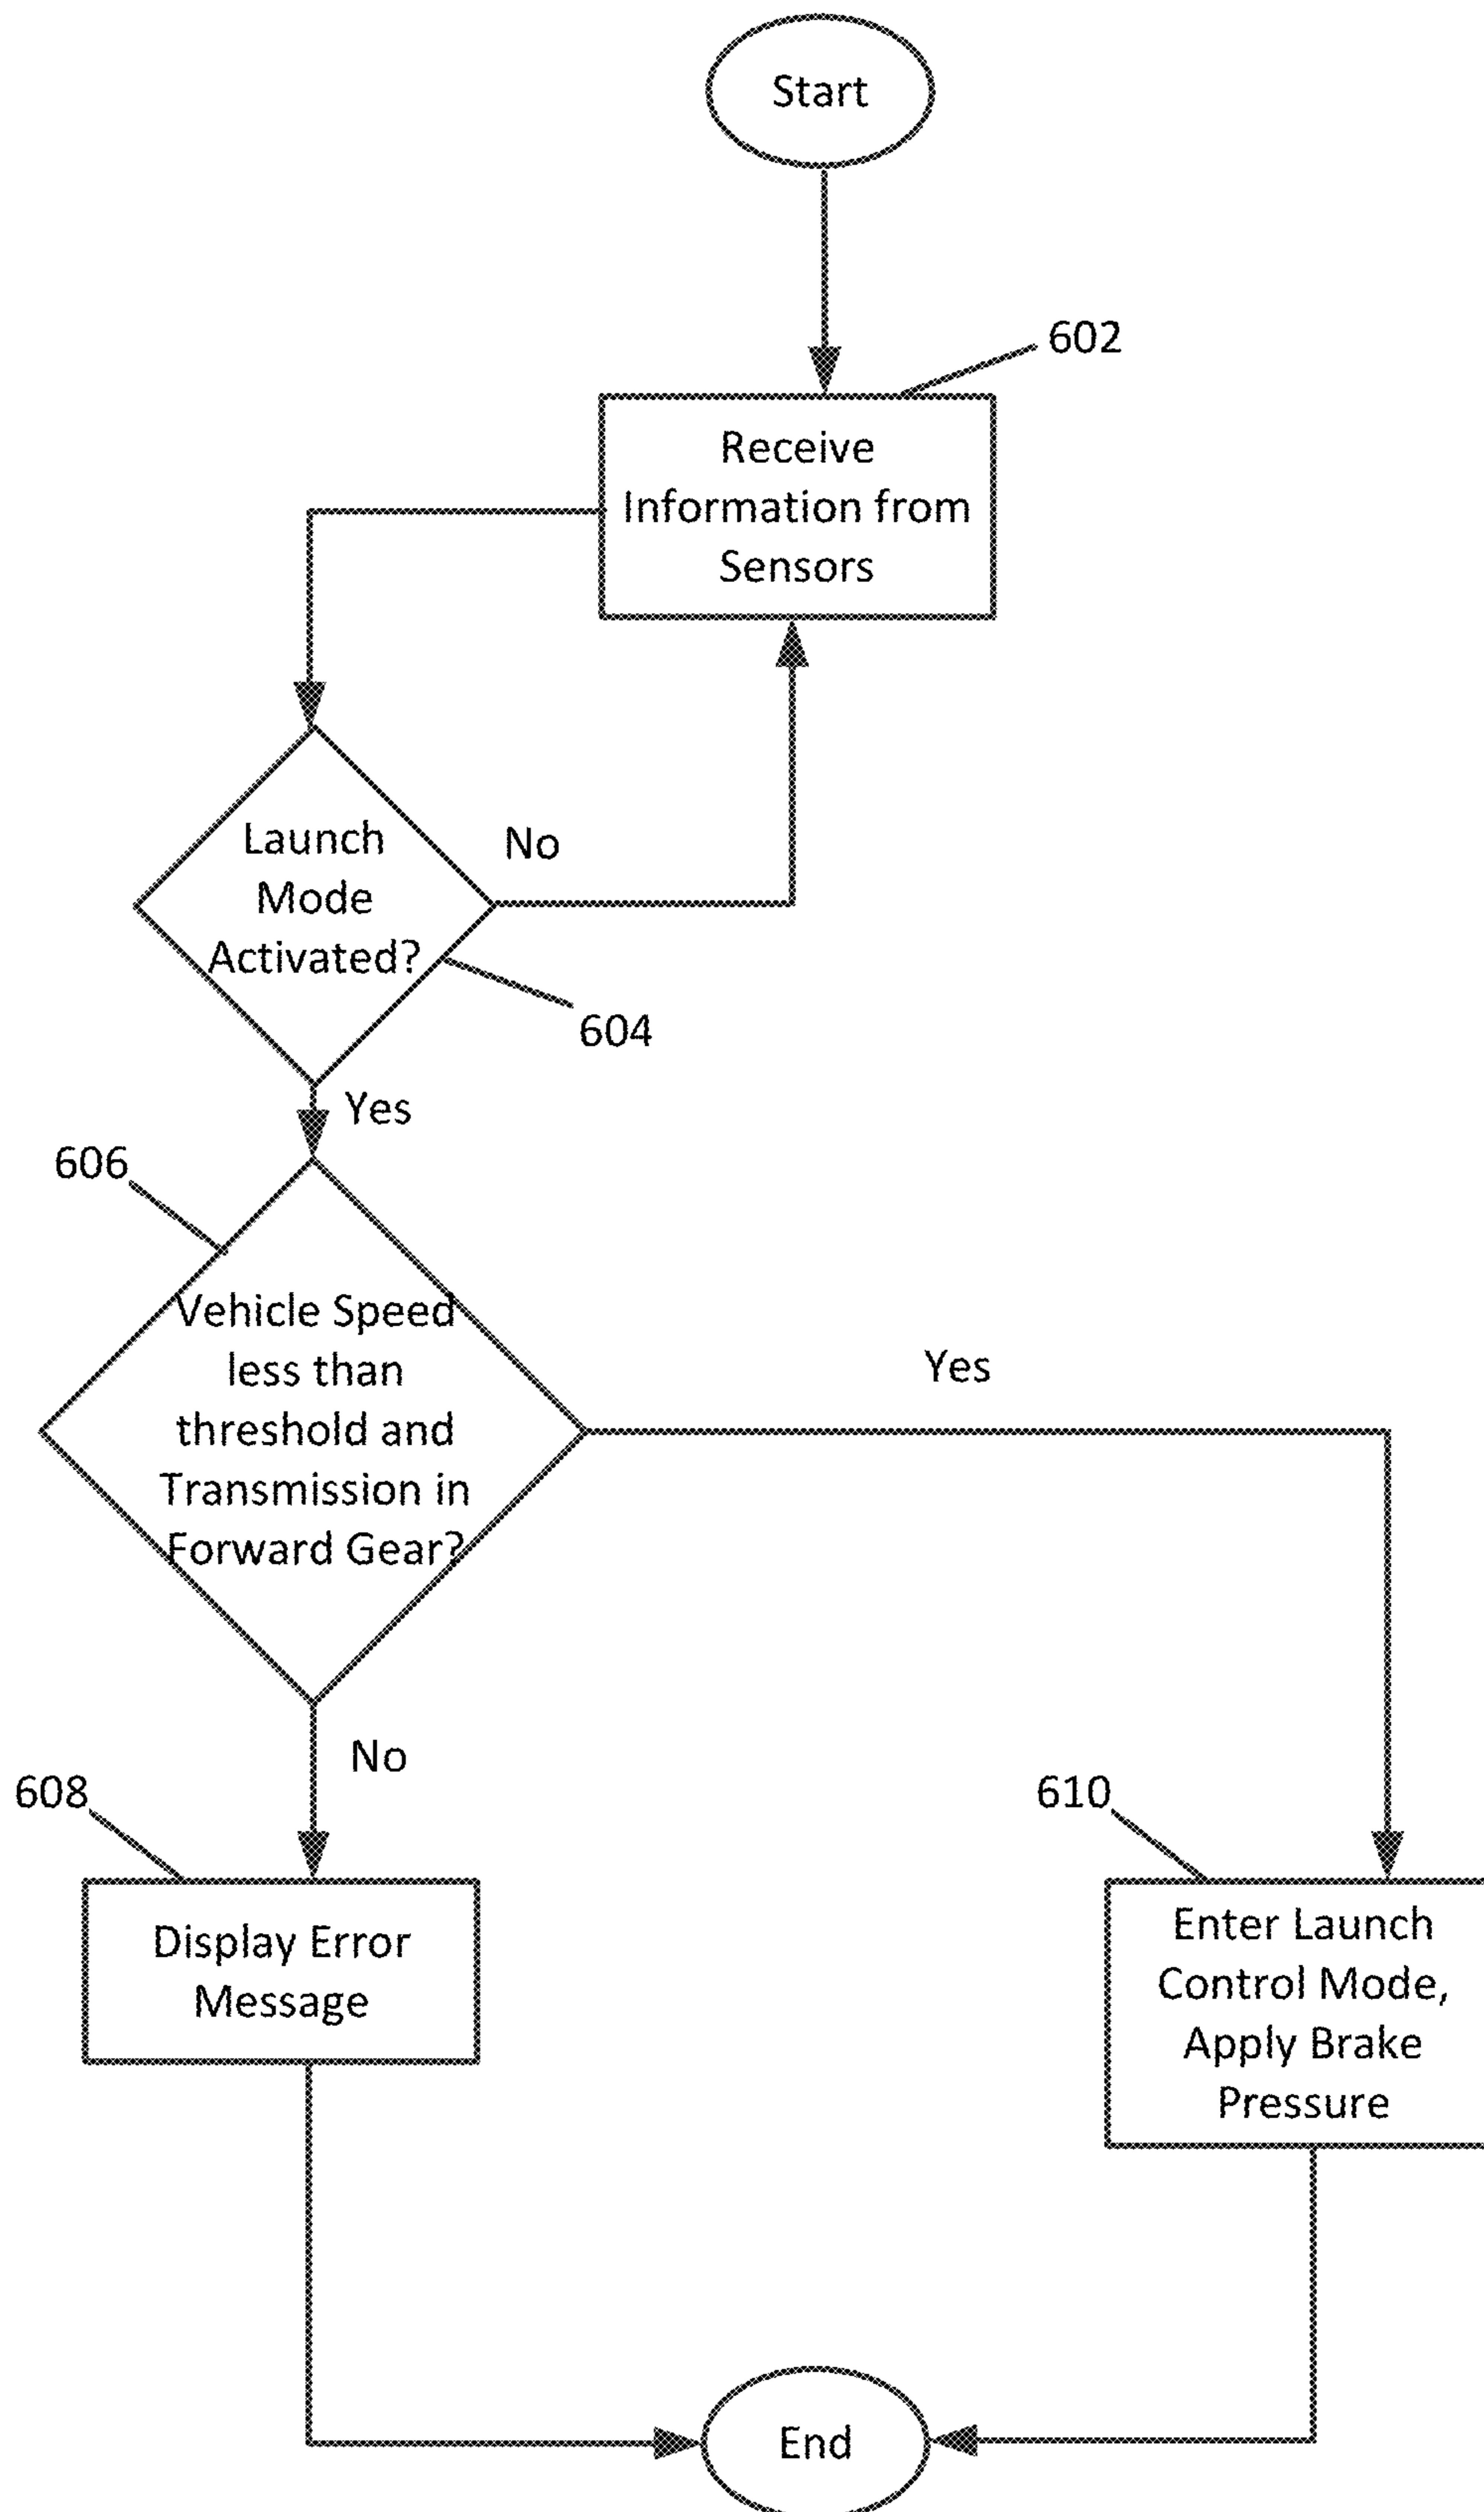 Start
602
Receive
Information from
Sensors
Launch
Mode
Activated?
No
604
Yes
606
Vehicle Speed
less than
threshold and
Transmission in
Forward Gear?
Yes
No
608
Display Error
Message
610
Enter Launch
Control Mode,
Apply Brake
Pressure
End